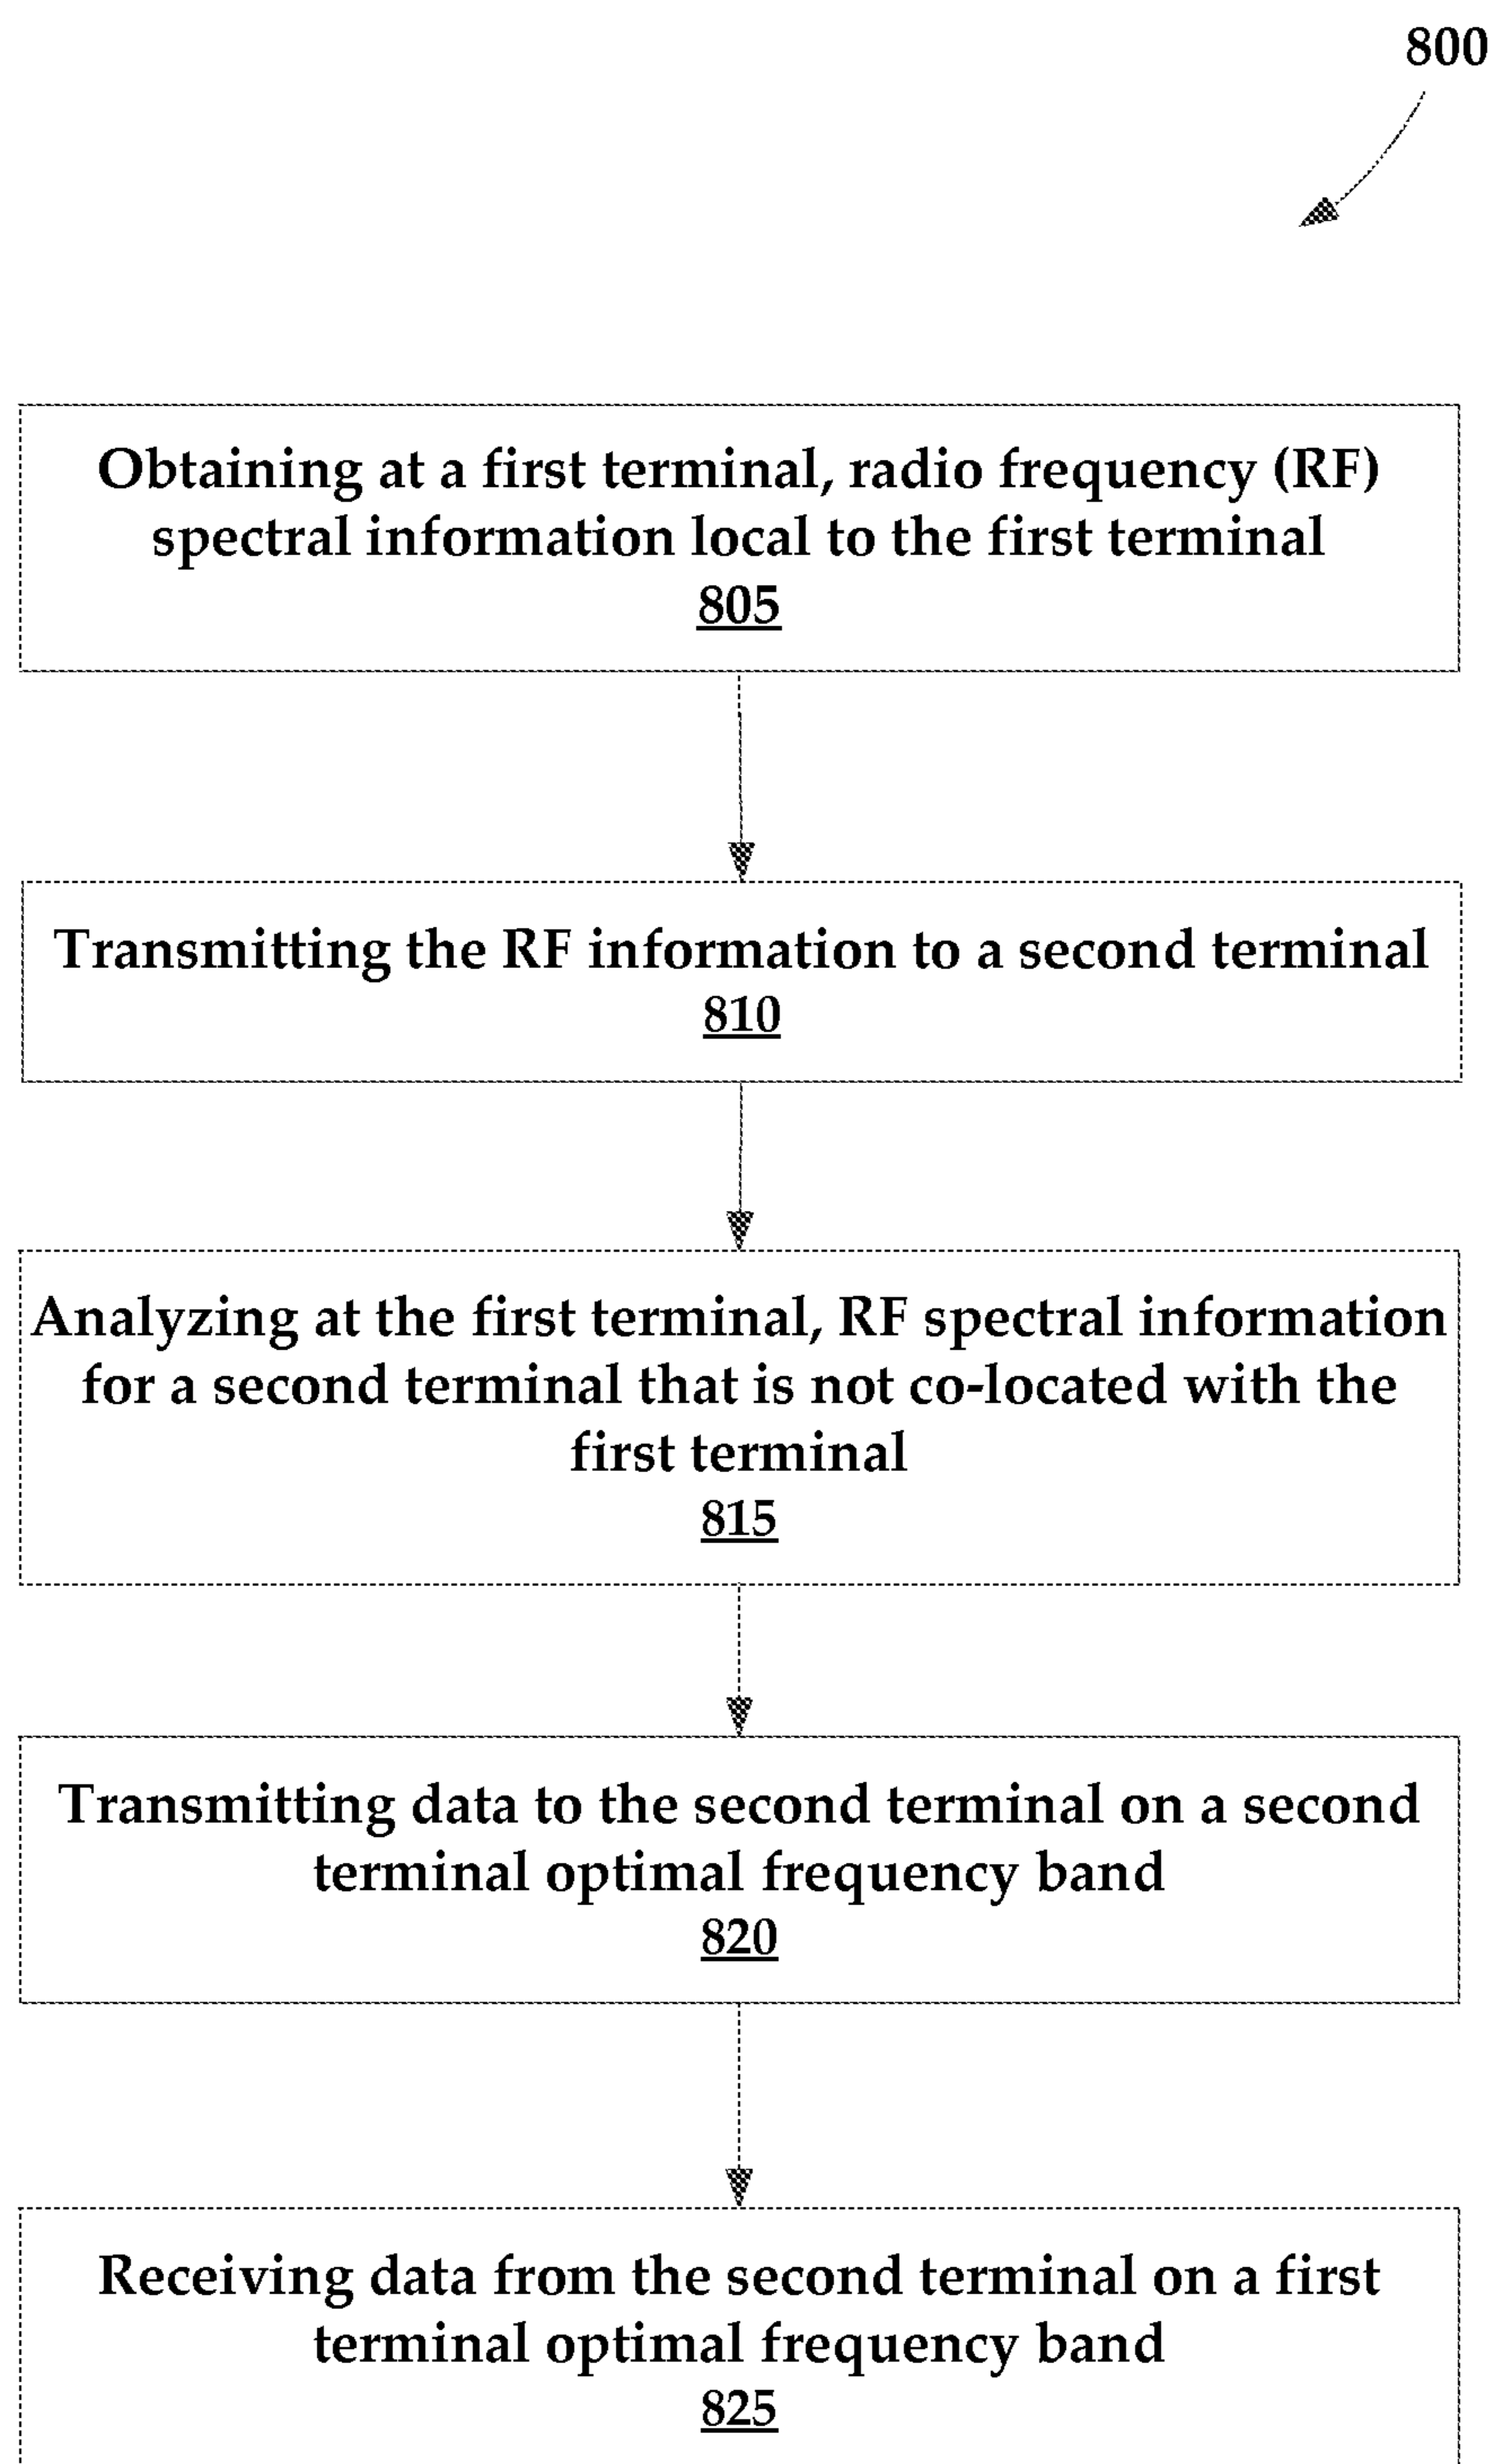 800
Obtaining at a first terminal, radio frequency (RF)
spectral information local to the first terminal
805
Transmitting the RF information to a second terminal
810
Analyzing at the first terminal, RF spectral information
for a second terminal that is not co-located with the
first terminal
815
Transmitting data to the second terminal on a second
terminal optimal frequency band
820
Receiving data from the second terminal on a first
terminal optimal frequency band
825